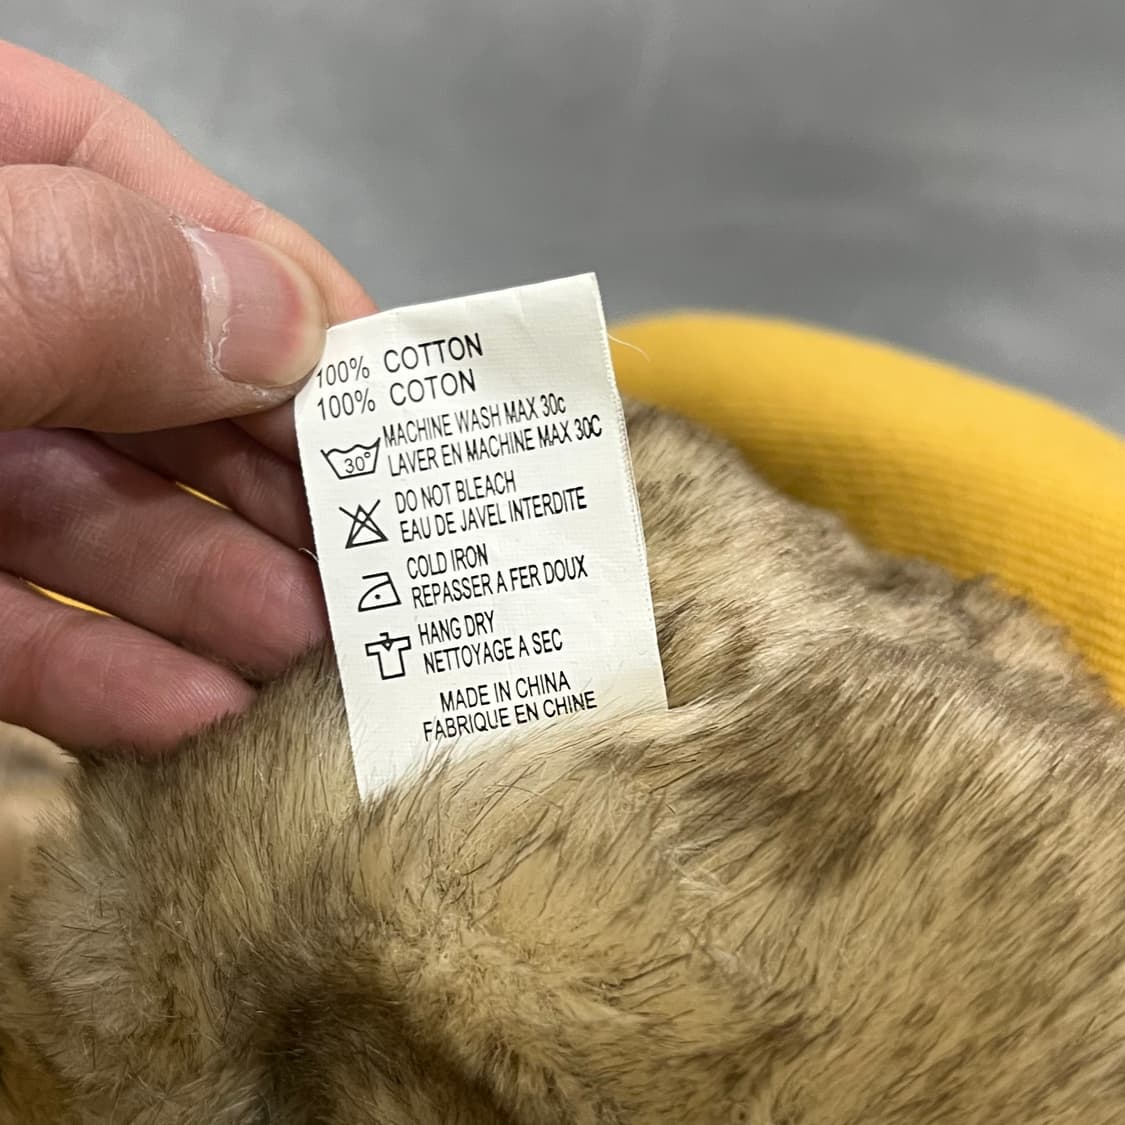 100% COTTON
100% COTON
MACHINE WASH MAX 30c
LAVER EN MACHINE MAX 30C
30°
DO NOT BLEACH
EAU DE JAVEL INTERDITE
COLD IRON
REPASSER A FER DOUX
HANG DRY
NETTOYAGE A SEC
MADE IN CHINA
FABRIQUE EN CHINE